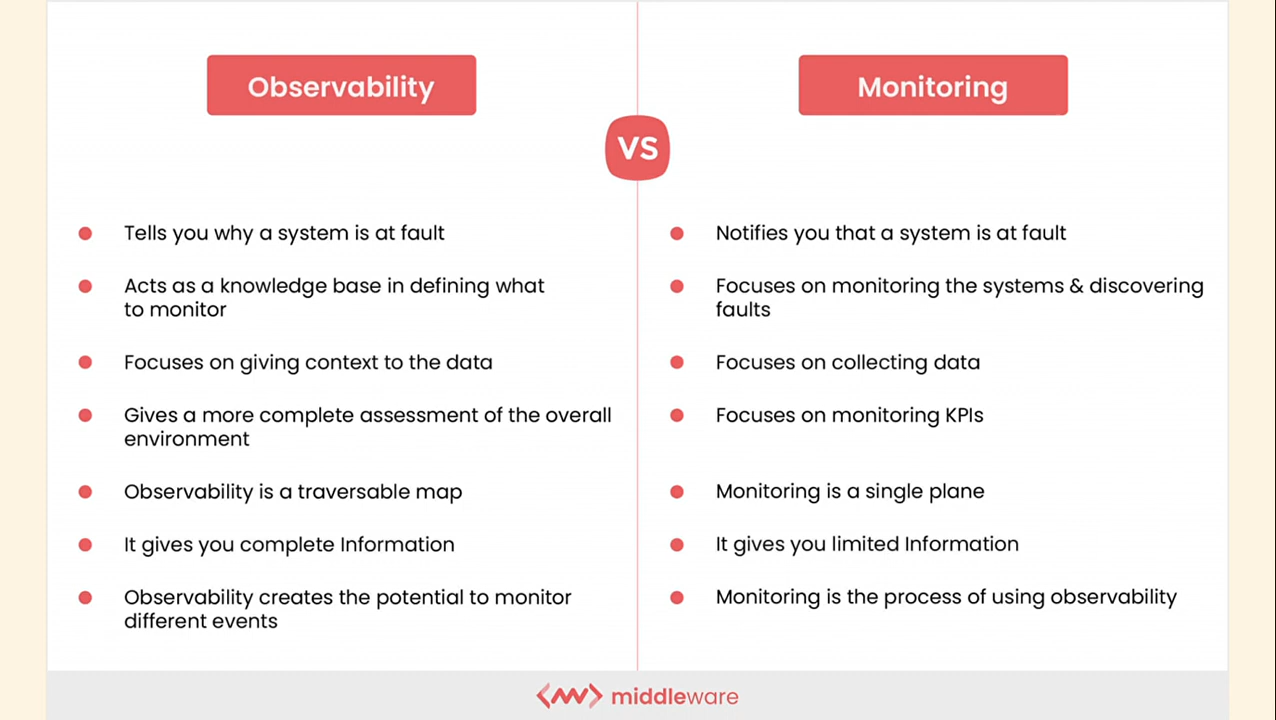 Observability
Monitoring
VS
Tells you why a system is at fault
Acts as a knowledge base in defining what
to monitor
Focuses on giving context to the data
Gives a more complete assessment of the overall
environment
Observability is a traversable map
It gives you complete Information
Observability creates the potential to monitor
different events
Notifies you that a system is at fault
Focuses on monitoring the systems & discovering
faults
Focuses on collecting data
Focuses on monitoring KPIs
Monitoring is a single plane
It gives you limited Information
Monitoring is the process of using observability
middleware